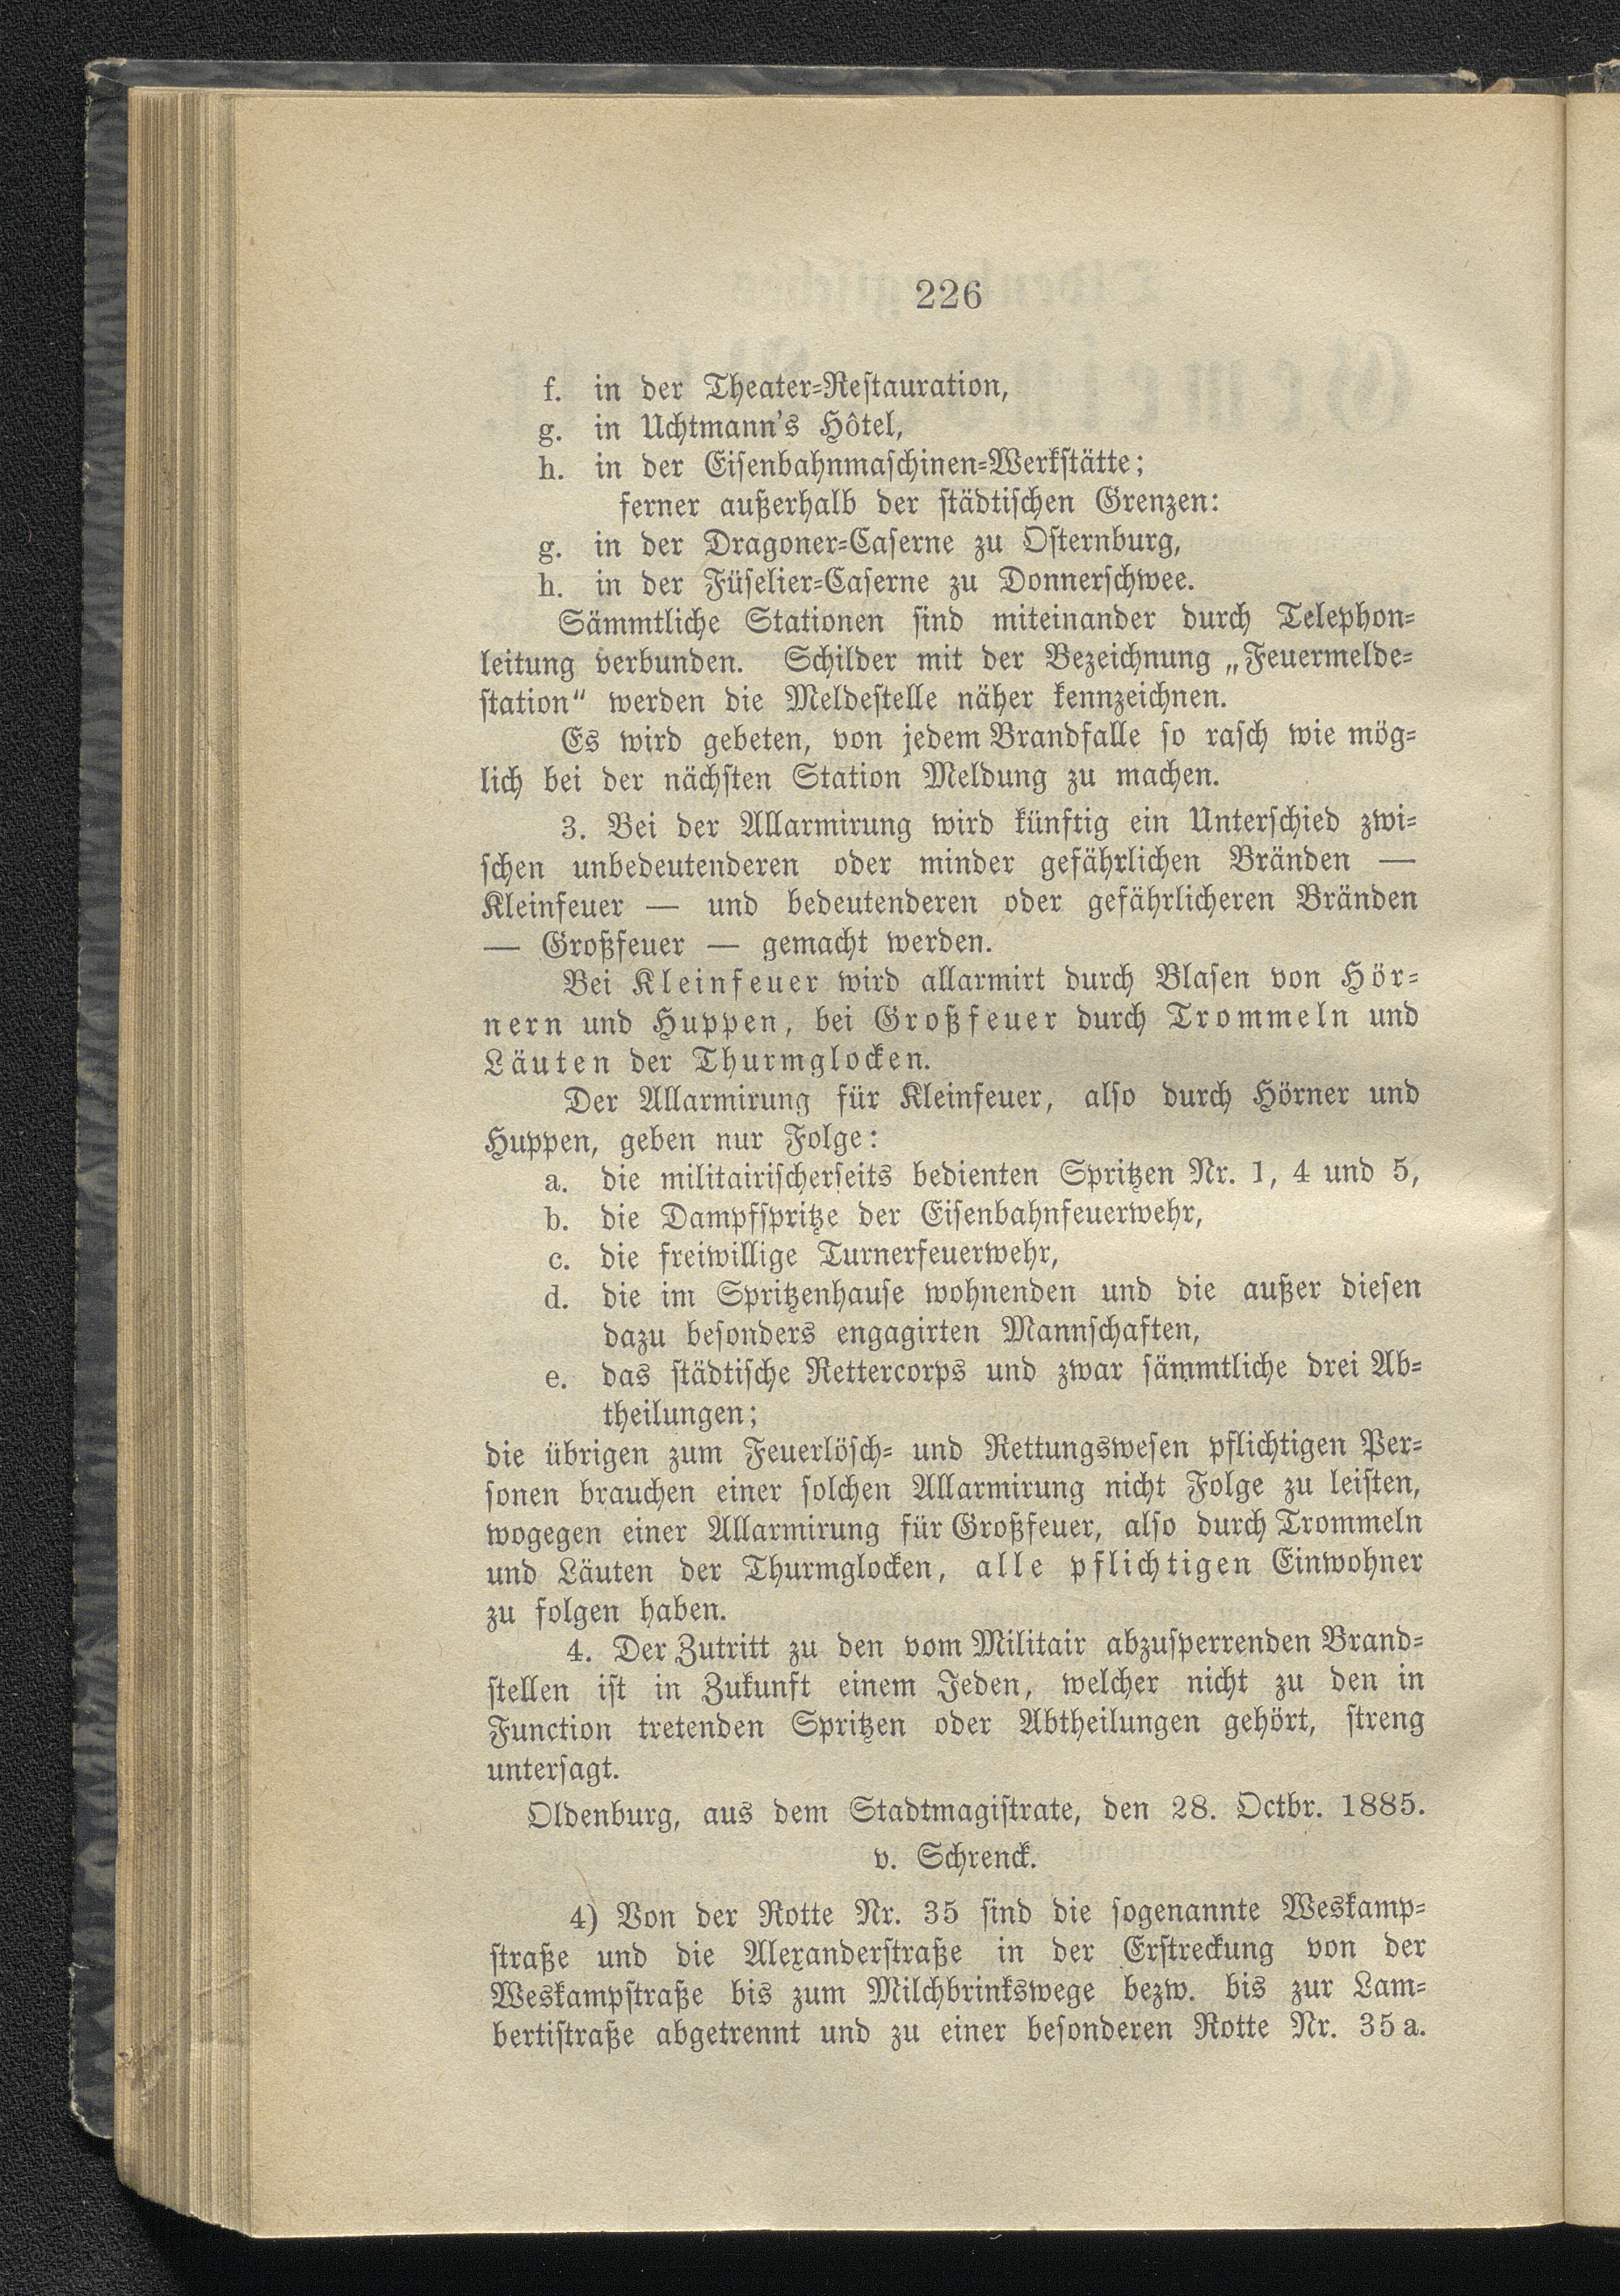 226
f. in der Theater-Restauration,
g. in Uchtmann's Hôtel,
h. in der Eisenbahnmaschinen-Werkstätte;
ferner außerhalb der städtischen Grenzen:
g. in der Dragoner-Caserne zu Osternburg,
h. in der Füselier-Caserne zu Donnerschwee.
Sämmtliche Stationen sind miteinander durch Telephon-
leitung verbunden. Schilder mit der Bezeichnung „Feuermelde-
station“ werden die Meldestelle näher kennzeichnen.
Es wird gebeten, von jedem Brandfalle so rasch wie mög-
lich bei der nächsten Station Meldung zu machen.
3. Bei der Allarmirung wird künftig ein Unterschied zwi-
schen unbedeutenderen oder minder gefährlichen Bränden —
Kleinfeuer — und bedeutenderen oder gefährlicheren Bränden
— Großfeuer — gemacht werden.
Bei Kleinfeuer wird allarmirt durch Blasen von Hör-
nern und Huppen, bei Großfeuer durch Trommeln und
Läuten der Thurmglocken.
Der Allarmirung für Kleinfeuer, also durch Hörner und
Huppen, geben nur Folge:
a. die militairischerseits bedienten Spritzen Nr. 1, 4 und 5,
b. die Dampfspritze der Eisenbahnfeuerwehr,
c. die freiwillige Turnerfeuerwehr,
d. die im Spritzenhause wohnenden und die außer diesen
dazu besonders engagirten Mannschaften,
e. das städtische Rettercorps und zwar sämmtliche drei Ab-
theilungen;
die übrigen zum Feuerlösch- und Rettungswesen pflichtigen Per-
sonen brauchen einer solchen Allarmirung nicht Folge zu leisten,
wogegen einer Allarmirung für Großfeuer, also durch Trommeln
und Läuten der Thurmglocken, alle pflichtigen Einwohner
zu folgen haben.
4. Der Zutritt zu den vom Militair abzusperrenden Brand-
stellen ist in Zukunft einem Jeden, welcher nicht zu den in
Function tretenden Spritzen oder Abtheilungen gehört, streng
untersagt.
Oldenburg, aus dem Stadtmagistrate, den 28. Octbr. 1885.
v. Schrenck.
4) Von der Rotte Nr. 35 sind die sogenannte Weskamp-
straße und die Alexanderstraße in der Erstreckung von der
Weskampstraße bis zum Milchbrinkswege bezw. bis zur Lam-
bertistraße abgetrennt und zu einer besonderen Rotte Nr. 35 a.